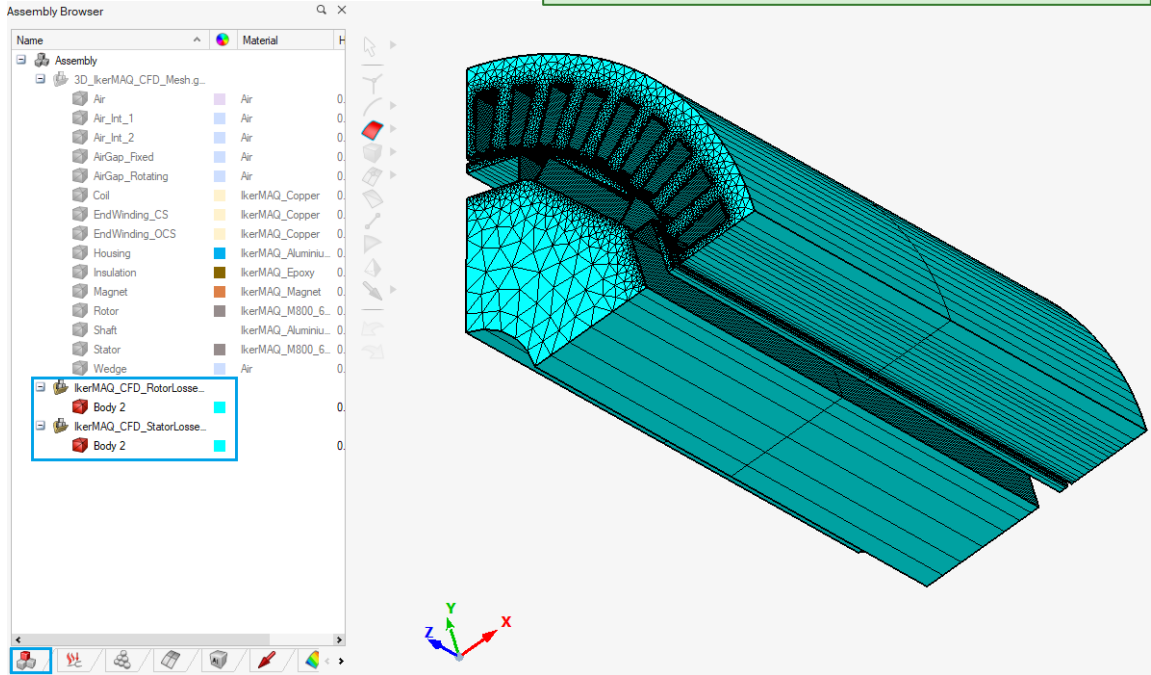 Assembly Browser
Name Material H
Assembly
3D_IkerMAQ_CFD_Mesh.g...
Air Air 0.
Air_Int_1 Air 0.
Air_Int_2 Air 0.
AirGap_Fixed Air 0.
AirGap_Rotating Air 0.
Coil IkerMAQ_Copper 0.
EndWinding_CS IkerMAQ_Copper 0.
EndWinding_OCS IkerMAQ_Copper 0.
Housing IkerMAQ_Aluminiu... 0.
Insulation IkerMAQ_Epoxy 0.
Magnet IkerMAQ_Magnet 0.
Rotor IkerMAQ_M800_6... 0.
Shaft IkerMAQ_Aluminiu... 0.
Stator IkerMAQ_M800_6... 0.
Wedge Air 0.
IkerMAQ_CFD_RotorLosse...
Body 2 0.
IkerMAQ_CFD_StatorLosse...
Body 2 0.
Y
Z X